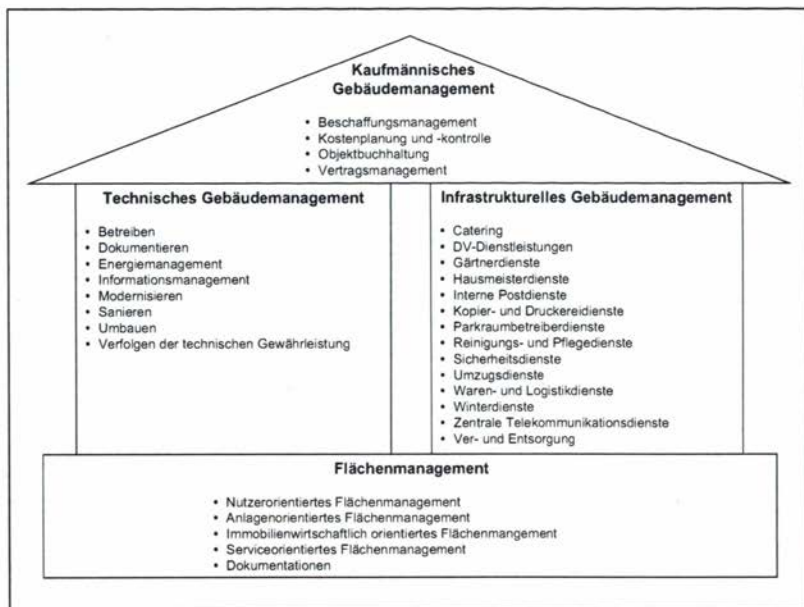 Kaufmännisches
Gebäudemanagement
• Beschaffungsmanagement
• Kostenplanung und -kontrolle
• Objektbuchhaltung
• Vertragsmanagement
Technisches Gebäudemanagement
• Betreiben
• Dokumentieren
• Energiemanagement
• Informationsmanagement
• Modernisieren
• Sanieren
• Umbauen
• Verfolgen der technischen Gewährleistung
Infrastrukturelles Gebäudemanagement
• Catering
• DV-Dienstleistungen
• Gärtnerdienste
• Hausmeisterdienste
• Interne Postdienste
• Kopier- und Druckereidienste
• Parkraumbetreiberdienste
• Reinigungs- und Pflegedienste
• Sicherheitsdienste
• Umzugsdienste
• Waren- und Logistikdienste
• Winterdienste
• Zentrale Telekommunikationsdienste
• Ver- und Entsorgung
Flächenmanagement
• Nutzerorientiertes Flächenmanagement
• Anlagenorientiertes Flächenmanagement
• Immobilienwirtschaftlich orientiertes Flächenmangement
• Serviceorientiertes Flächenmanagement
• Dokumentationen